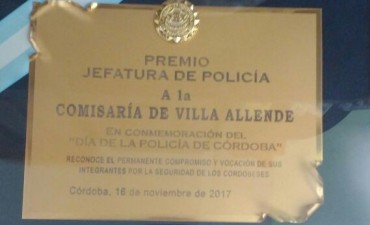 PREMIO
JEFATURA DE POLICÍA
A la
COMISARÍA DE VILLA ALLENDE
EN CONMEMORACIÓN DEL
"DÍA DE LA POLICÍA DE CÓRDOBA"
RECONOCE EL PERMANENTE COMPROMISO Y VOCACIÓN DE SUS
INTEGRANTES POR LA SEGURIDAD DE LOS CORDOBESES
Córdoba, 16 de noviembre de 2017